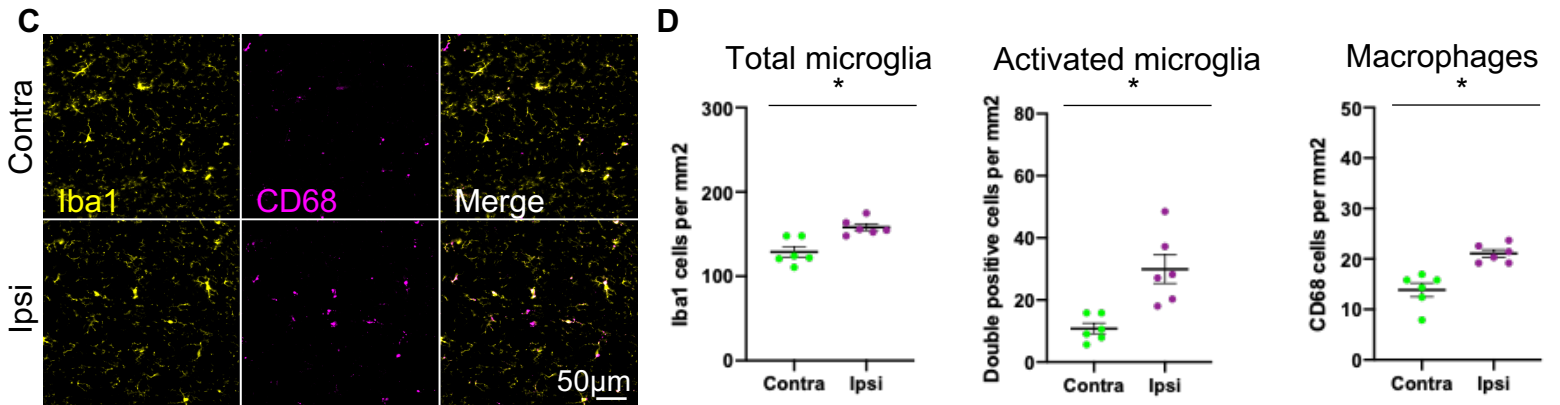 C
Contra
Iba1
CD68
Merge
Ipsi
50µm
D
Total microglia
*
Iba1 cells per mm2
300
200
100
0
Contra
Ipsi
Activated microglia
*
Double positive cells per mm2
80
60
40
20
0
Contra
Ipsi
Macrophages
*
CD68 cells per mm2
50
40
30
20
10
0
Contra
Ipsi